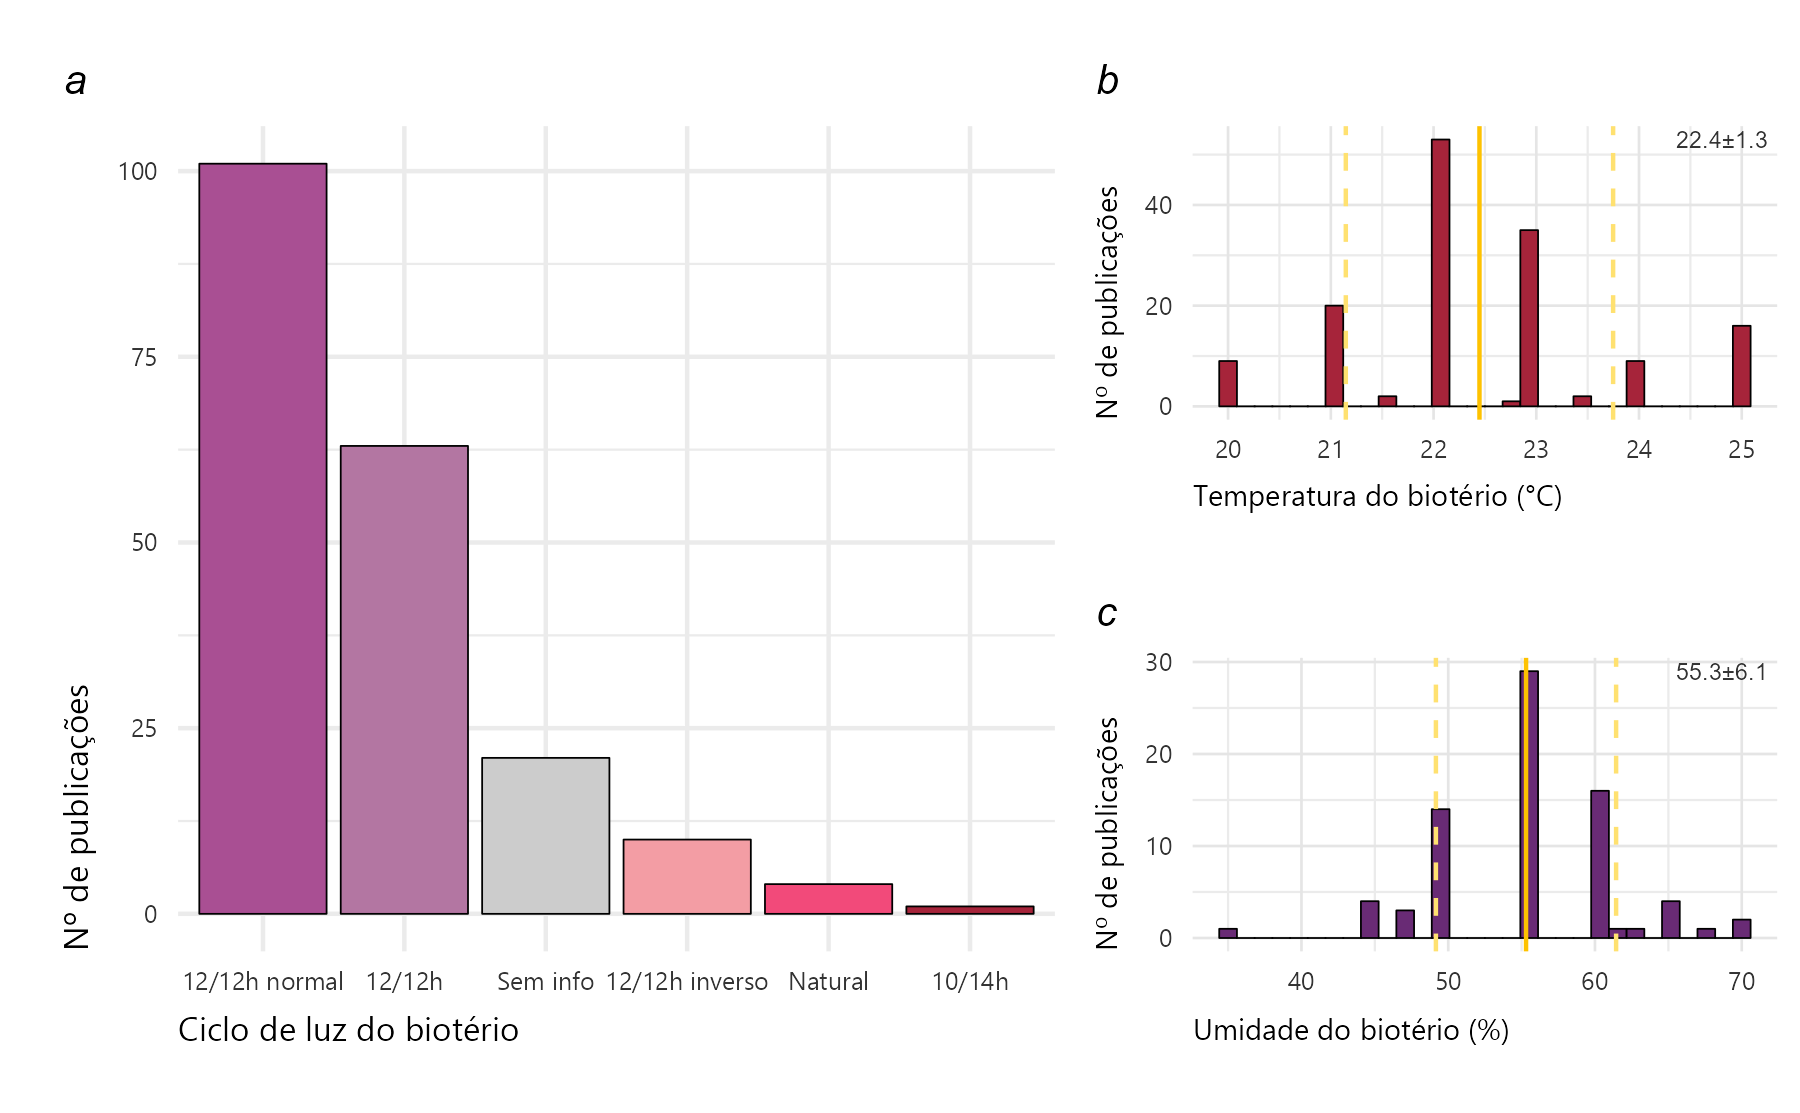 a
100
75
50
25
0
Nº de publicações
12/12h normal 12/12h Sem info 12/12h inverso Natural 10/14h
Ciclo de luz do biotério
b
22.4±1.3
40
20
0
Nº de publicações
20 21 22 23 24 25
Temperatura do biotério (°C)
c
55.3±6.1
30
20
10
0
Nº de publicações
40 50 60 70
Umidade do biotério (%)